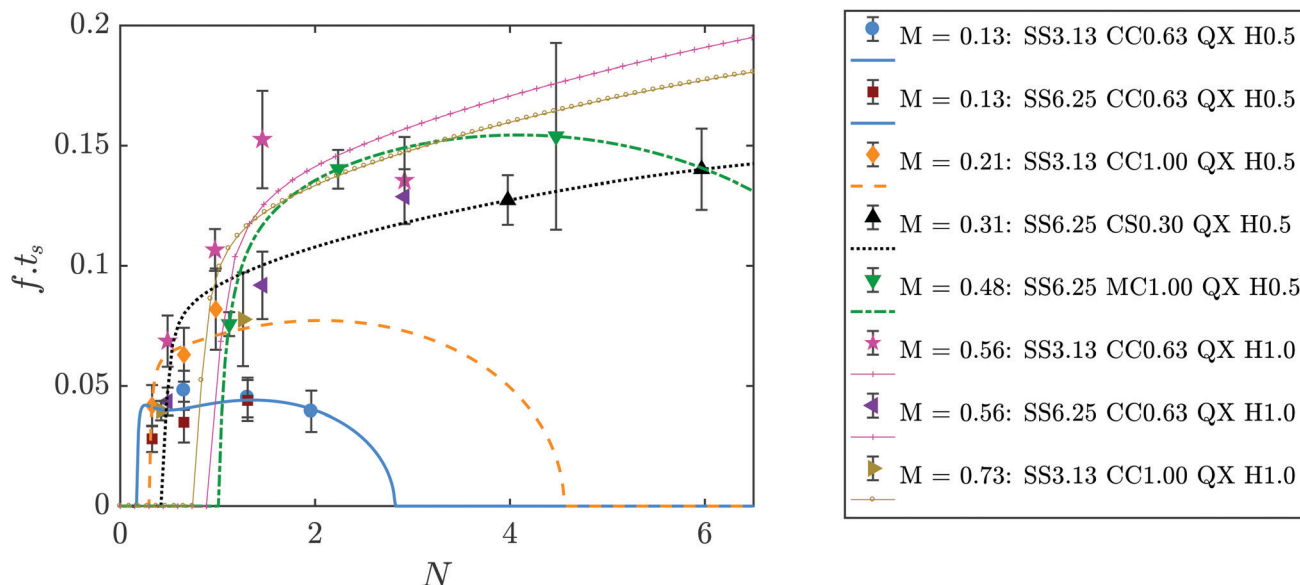 0.2
0.15
0.1
0.05
0
f.t_s
0 2 4 6
N
M = 0.13: SS3.13 CC0.63 QX H0.5
M = 0.13: SS6.25 CC0.63 QX H0.5
M = 0.21: SS3.13 CC1.00 QX H0.5
M = 0.31: SS6.25 CS0.30 QX H0.5
M = 0.48: SS6.25 MC1.00 QX H0.5
M = 0.56: SS3.13 CC0.63 QX H1.0
M = 0.56: SS6.25 CC0.63 QX H1.0
M = 0.73: SS3.13 CC1.00 QX H1.0